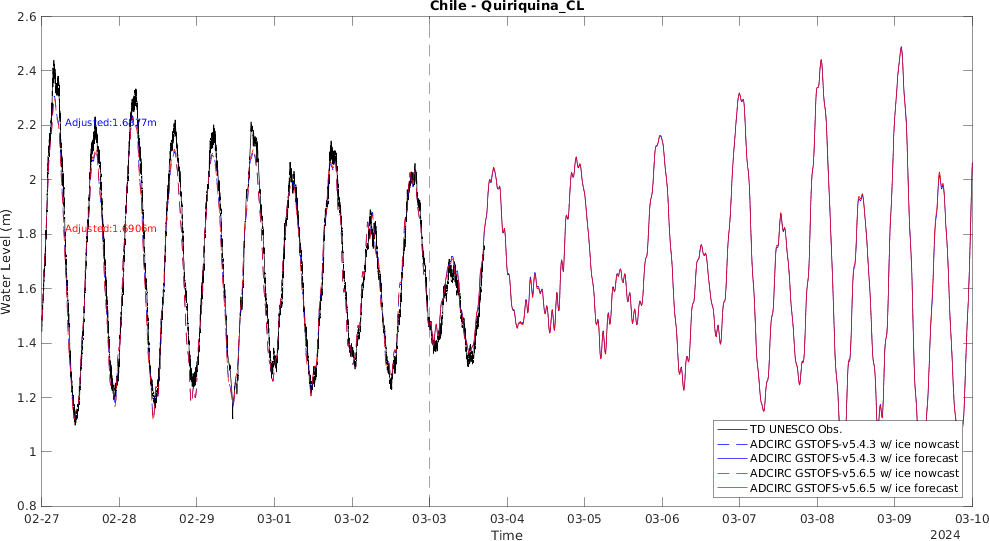 Chile - Quiriquina_CL
Water Level (m)
2.6
2.4
2.2
2
1.8
1.6
1.4
1.2
1
0.8
Adjusted:1.6327m
Adjusted:1.6906m
TD UNESCO Obs.
ADCIRC GSTOFS-v5.4.3 w/ ice nowcast
ADCIRC GSTOFS-v5.4.3 w/ ice forecast
ADCIRC GSTOFS-v5.6.5 w/ ice nowcast
ADCIRC GSTOFS-v5.6.5 w/ ice forecast
02-27 02-28 02-29 03-01 03-02 03-03 03-04 03-05 03-06 03-07 03-08 03-09 03-10
Time
2024